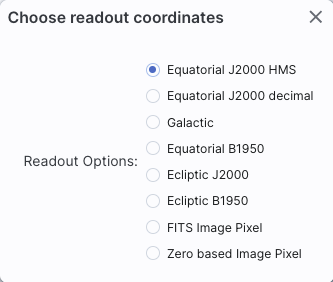 Choose readout coordinates
Readout Options:
Equatorial J2000 HMS
Equatorial J2000 decimal
Galactic
Equatorial B1950
Ecliptic J2000
Ecliptic B1950
FITS Image Pixel
Zero based Image Pixel